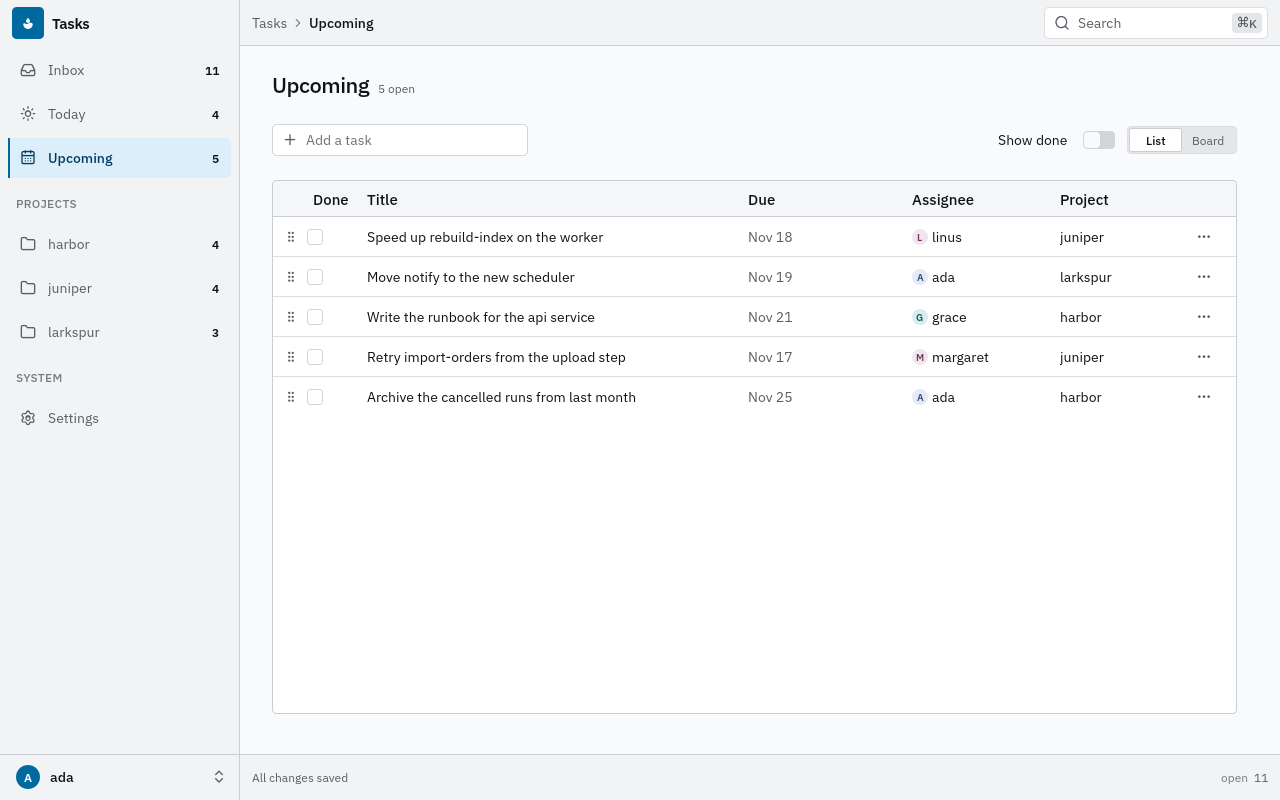 Tasks
Inbox 11
Today 4
Upcoming 5
PROJECTS
harbor 4
juniper 4
larkspur 3
SYSTEM
Settings
A ada
Tasks > Upcoming
Search ⌘K
Upcoming 5 open
Add a task
Show done List Board
Done Title Due Assignee Project
Speed up rebuild-index on the worker Nov 18 L linus juniper
Move notify to the new scheduler Nov 19 A ada larkspur
Write the runbook for the api service Nov 21 G grace harbor
Retry import-orders from the upload step Nov 17 M margaret juniper
Archive the cancelled runs from last month Nov 25 A ada harbor
All changes saved open 11